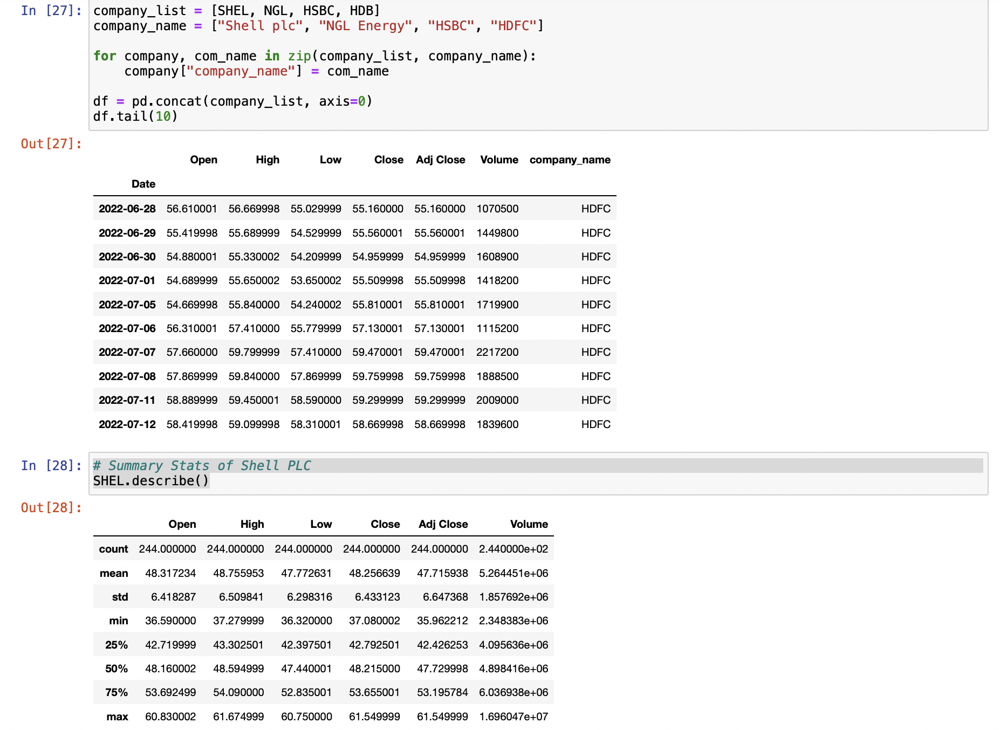 In [27]: company_list = [SHEL, NGL, HSBC, HDB]
company_name = ["Shell plc", "NGL Energy", "HSBC", "HDFC"]
for company, com_name in zip(company_list, company_name):
    company["company_name"] = com_name
df = pd.concat(company_list, axis=0)
df.tail(10)
Out[27]:
Open High Low Close Adj Close Volume company_name
Date
2022-06-28 56.610001 56.669998 55.029999 55.160000 55.160000 1070500 HDFC
2022-06-29 55.419998 55.689999 54.529999 55.560001 55.560001 1449800 HDFC
2022-06-30 54.880001 55.330002 54.209999 54.959999 54.959999 1608900 HDFC
2022-07-01 54.689999 55.650002 53.650002 55.509998 55.509998 1418200 HDFC
2022-07-05 54.669998 55.840000 54.240002 55.810001 55.810001 1719900 HDFC
2022-07-06 56.310001 57.410000 55.779999 57.130001 57.130001 1115200 HDFC
2022-07-07 57.660000 59.799999 57.410000 59.470001 59.470001 2217200 HDFC
2022-07-08 57.869999 59.840000 57.869999 59.759998 59.759998 1888500 HDFC
2022-07-11 58.889999 59.450001 58.590000 59.299999 59.299999 2009000 HDFC
2022-07-12 58.419998 59.099998 58.310001 58.669998 58.669998 1839600 HDFC
In [28]: # Summary Stats of Shell PLC
SHEL.describe()
Out[28]:
Open High Low Close Adj Close Volume
count 244.000000 244.000000 244.000000 244.000000 244.000000 2.440000e+02
mean 48.317234 48.755953 47.772631 48.256639 47.715938 5.264451e+06
std 6.418287 6.509841 6.298316 6.433123 6.647368 1.857692e+06
min 36.590000 37.279999 36.320000 37.080002 35.962212 2.348383e+06
25% 42.719999 43.302501 42.397501 42.792501 42.426253 4.095636e+06
50% 48.160002 48.594999 47.440001 48.215000 47.729998 4.898416e+06
75% 53.692499 54.090000 52.835001 53.655001 53.195784 6.036938e+06
max 60.830002 61.674999 60.750000 61.549999 61.549999 1.696047e+07